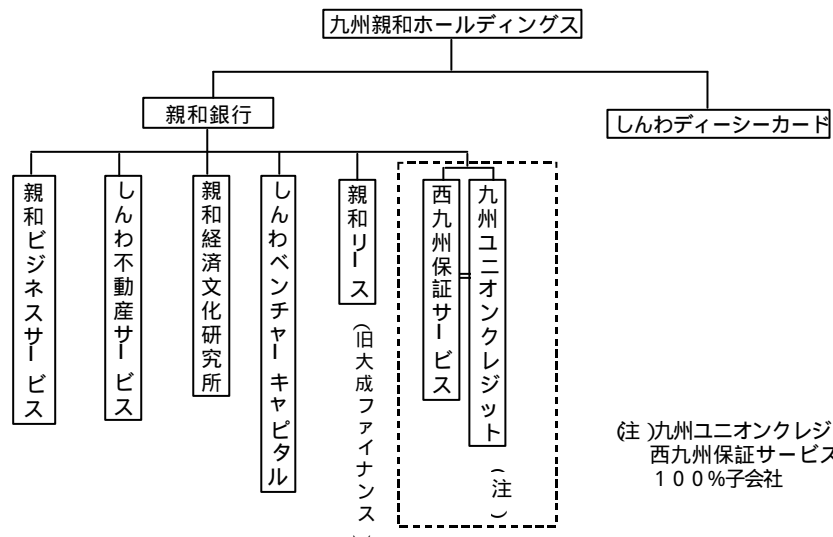 九州親和ホールディングス
親和銀行
しんわディーシーカード
親和ビジネスサービス
しんわ不動産サービス
親和経済文化研究所
しんわベンチャーキャピタル
親和リース
(旧大成ファイナンス)
西九州保証サービス
=
九州ユニオンクレジット
(注)
(注)九州ユニオンクレジ
西九州保証サービス
100%子会社